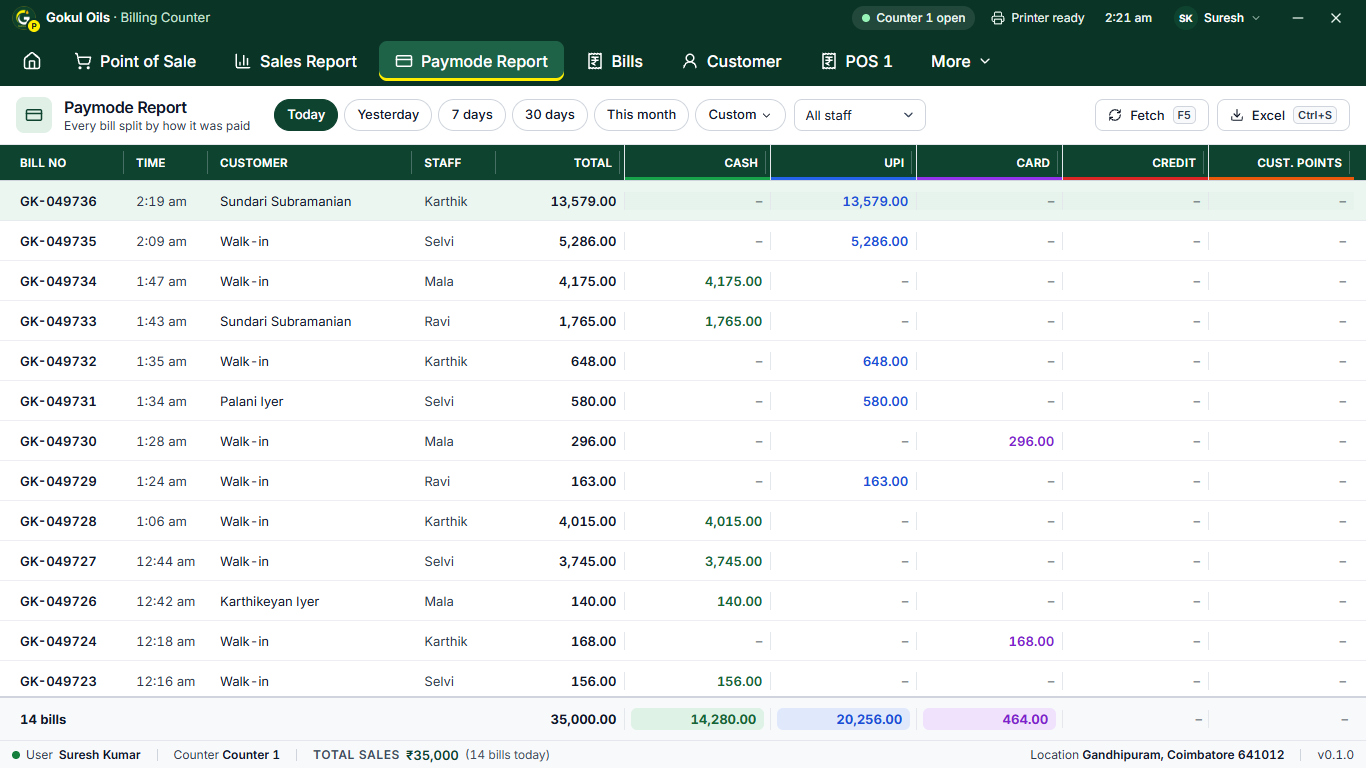 Gokul Oils · Billing Counter
Counter 1 open
Printer ready
2:21 am
SK Suresh
Point of Sale
Sales Report
Paymode Report
Bills
Customer
POS 1
More
Paymode Report
Every bill split by how it was paid
Today
Yesterday
7 days
30 days
This month
Custom
All staff
Fetch F5
Excel Ctrl+S
BILL NO TIME CUSTOMER STAFF TOTAL CASH UPI CARD CREDIT CUST. POINTS
GK-049736 2:19 am Sundari Subramanian Karthik 13,579.00 – 13,579.00 – – –
GK-049735 2:09 am Walk-in Selvi 5,286.00 – 5,286.00 – – –
GK-049734 1:47 am Walk-in Mala 4,175.00 4,175.00 – – – –
GK-049733 1:43 am Sundari Subramanian Ravi 1,765.00 1,765.00 – – – –
GK-049732 1:35 am Walk-in Karthik 648.00 – 648.00 – – –
GK-049731 1:34 am Palani Iyer Selvi 580.00 – 580.00 – – –
GK-049730 1:28 am Walk-in Mala 296.00 – – 296.00 – –
GK-049729 1:24 am Walk-in Ravi 163.00 – 163.00 – – –
GK-049728 1:06 am Walk-in Karthik 4,015.00 4,015.00 – – – –
GK-049727 12:44 am Walk-in Selvi 3,745.00 3,745.00 – – – –
GK-049726 12:42 am Karthikeyan Iyer Mala 140.00 140.00 – – – –
GK-049724 12:18 am Walk-in Karthik 168.00 – – 168.00 – –
GK-049723 12:16 am Walk-in Selvi 156.00 156.00 – – – –
14 bills 35,000.00 14,280.00 20,256.00 464.00 – –
User Suresh Kumar Counter Counter 1 TOTAL SALES ₹35,000 (14 bills today) Location Gandhipuram, Coimbatore 641012 v0.1.0